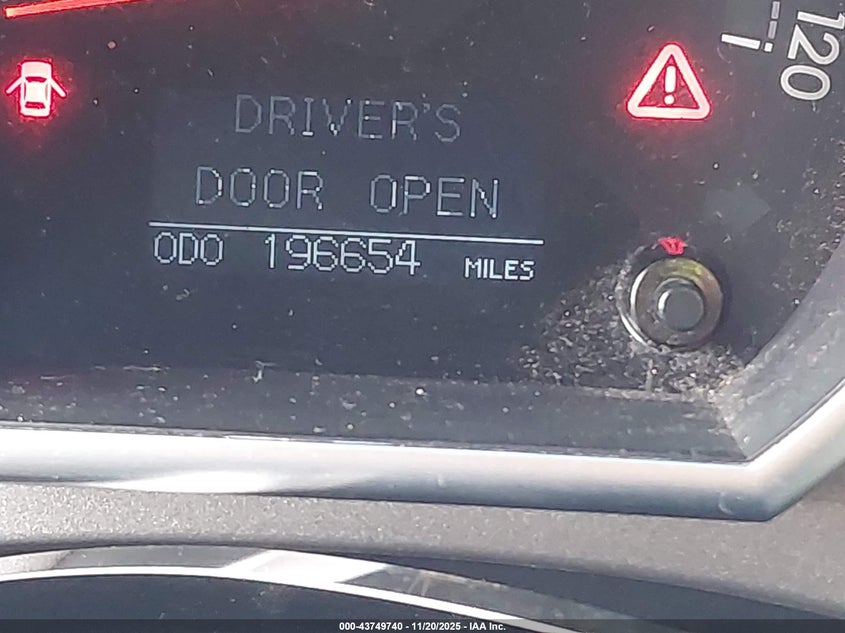 120
DRIVER'S
DOOR OPEN
ODO 196654 MILES
000-43749740 - 11/20/2025 - IAA Inc.